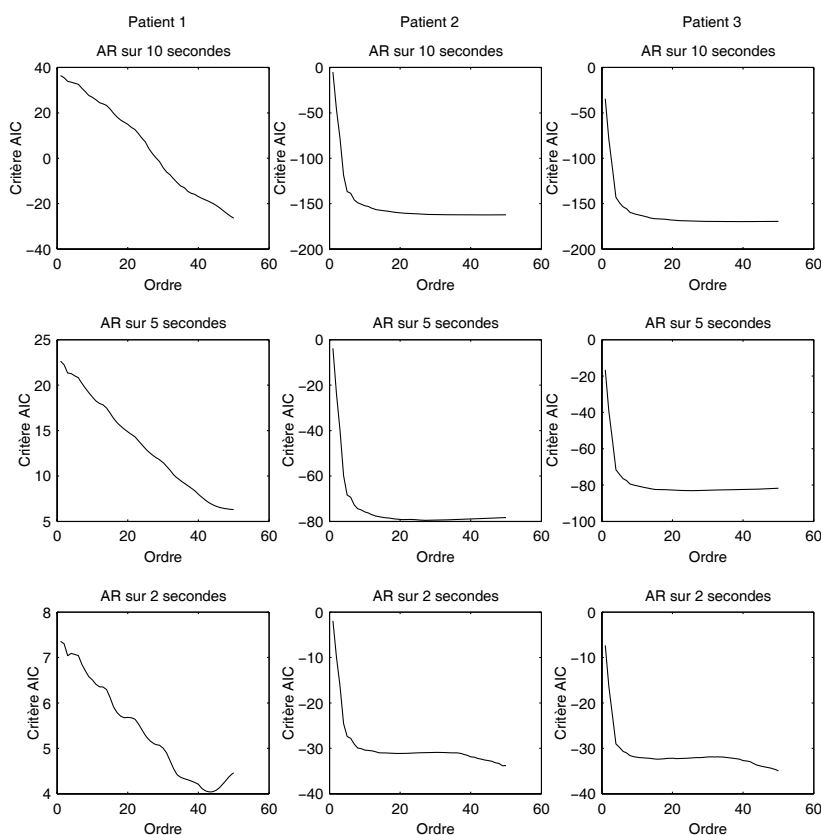 Patient 1
Patient 2
Patient 3
AR sur 10 secondes
AR sur 10 secondes
AR sur 10 secondes
40
20
0
−20
−40
Critère AIC
0 20 40 60
Ordre
0
−50
−100
−150
−200
Critère AIC
0 20 40 60
Ordre
0
−50
−100
−150
−200
Critère AIC
0 20 40 60
Ordre
AR sur 5 secondes
AR sur 5 secondes
AR sur 5 secondes
25
20
15
10
5
Critère AIC
0 20 40 60
Ordre
0
−20
−40
−60
−80
Critère AIC
0 20 40 60
Ordre
0
−20
−40
−60
−80
−100
Critère AIC
0 20 40 60
Ordre
AR sur 2 secondes
AR sur 2 secondes
AR sur 2 secondes
8
7
6
5
4
Critère AIC
0 20 40 60
Ordre
0
−10
−20
−30
−40
Critère AIC
0 20 40 60
Ordre
0
−10
−20
−30
−40
Critère AIC
0 20 40 60
Ordre